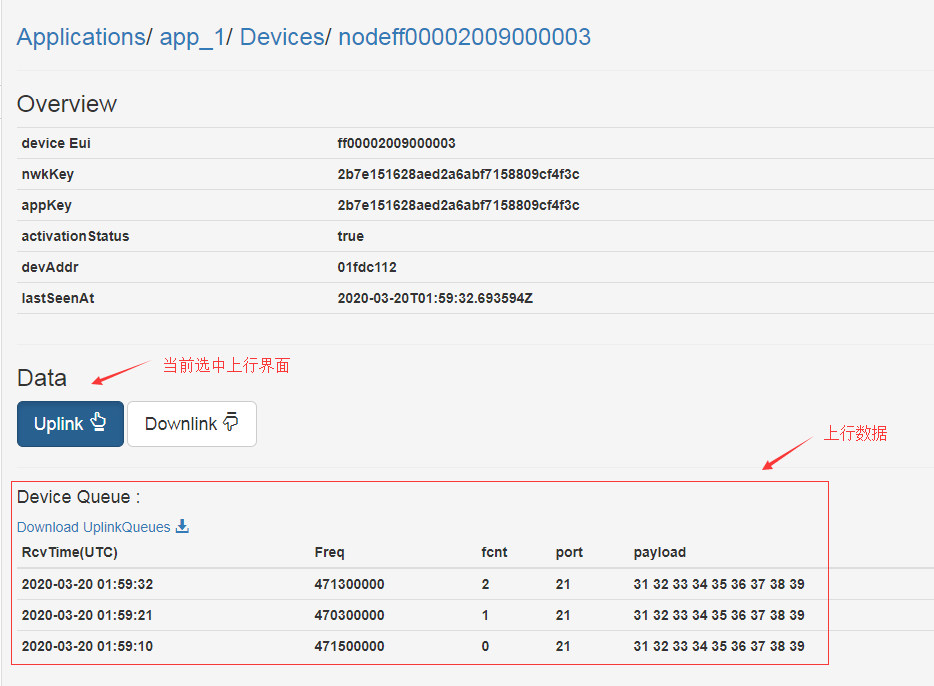 Applications/ app_1/ Devices/ nodeff00002009000003
Overview
device Eui ff00002009000003
nwkKey 2b7e151628aed2a6abf7158809cf4f3c
appKey 2b7e151628aed2a6abf7158809cf4f3c
activationStatus true
devAddr 01fdc112
lastSeenAt 2020-03-20T01:59:32.693594Z
当前选中上行界面
Data
Uplink Downlink
上行数据
Device Queue :
Download UplinkQueues
RcvTime(UTC) Freq fcnt port payload
2020-03-20 01:59:32 471300000 2 21 31 32 33 34 35 36 37 38 39
2020-03-20 01:59:21 470300000 1 21 31 32 33 34 35 36 37 38 39
2020-03-20 01:59:10 471500000 0 21 31 32 33 34 35 36 37 38 39